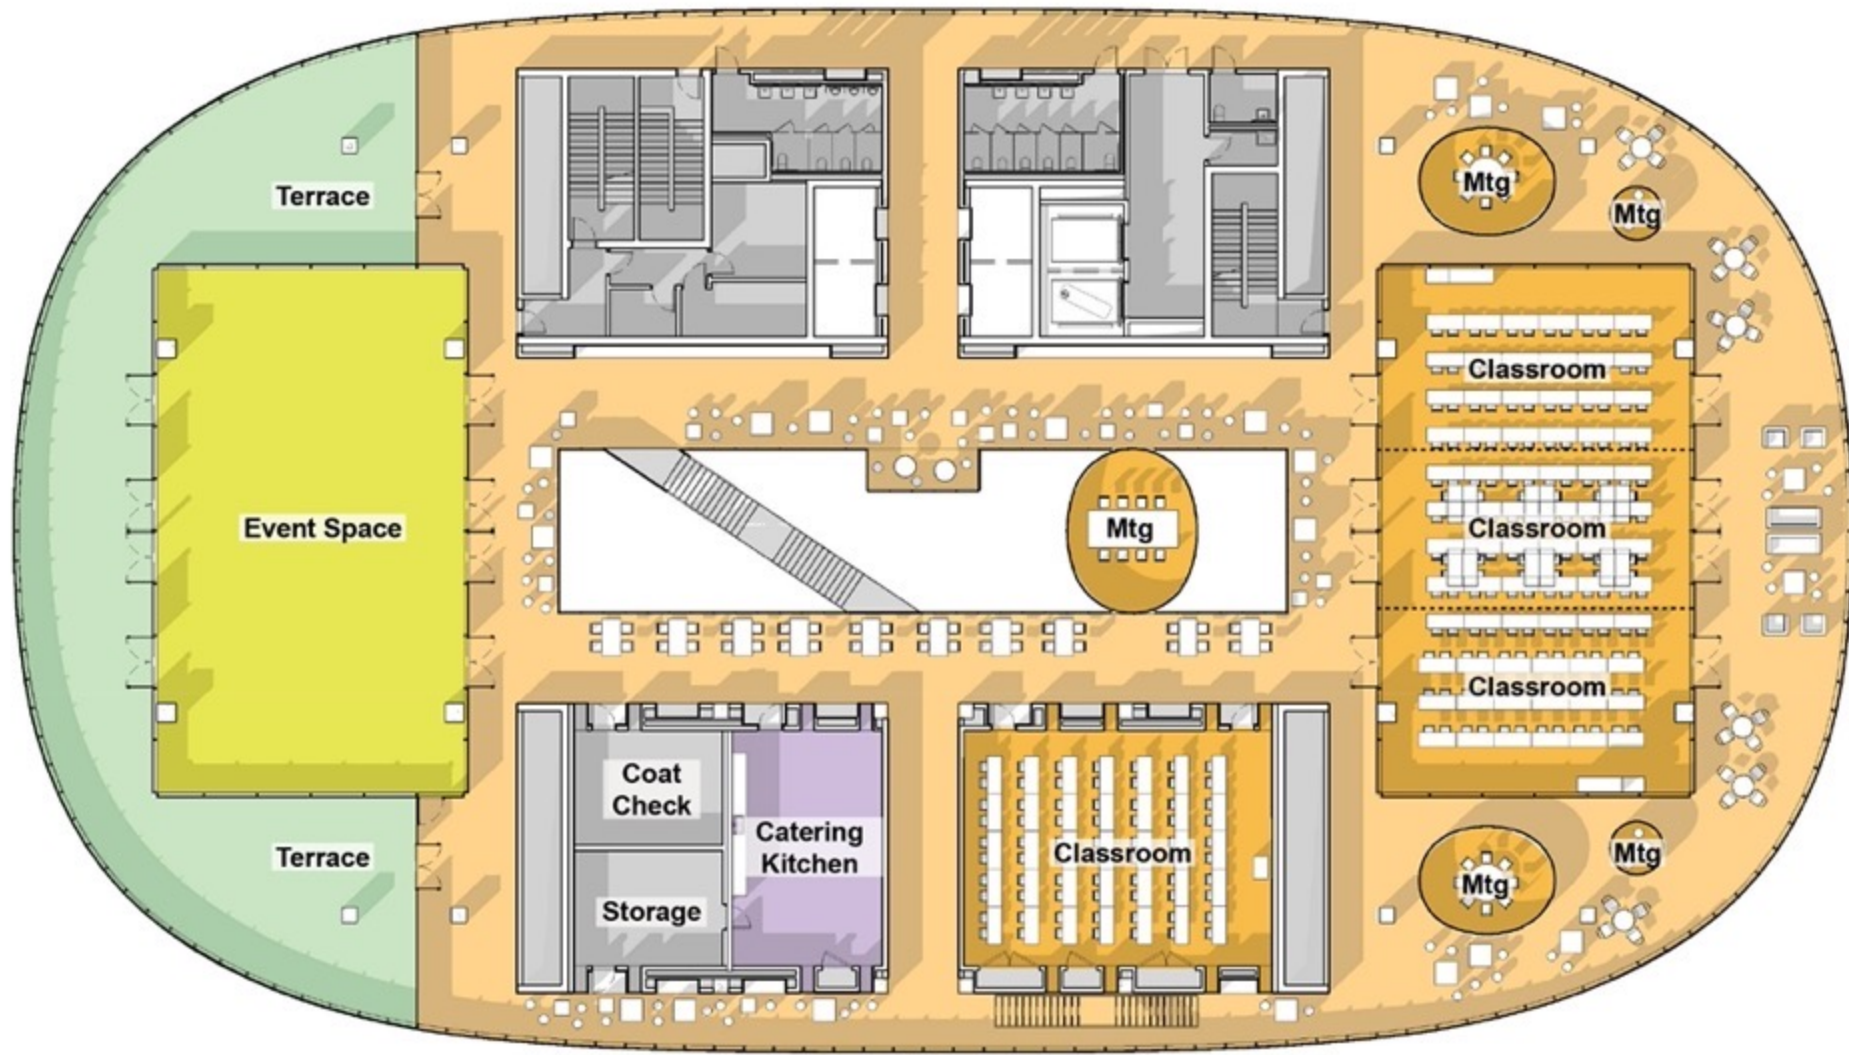 Terrace
Mtg
Mtg
Classroom
Event Space
Mtg
Classroom
Classroom
Coat
Check
Catering
Kitchen
Classroom
Mtg
Terrace
Mtg
Storage